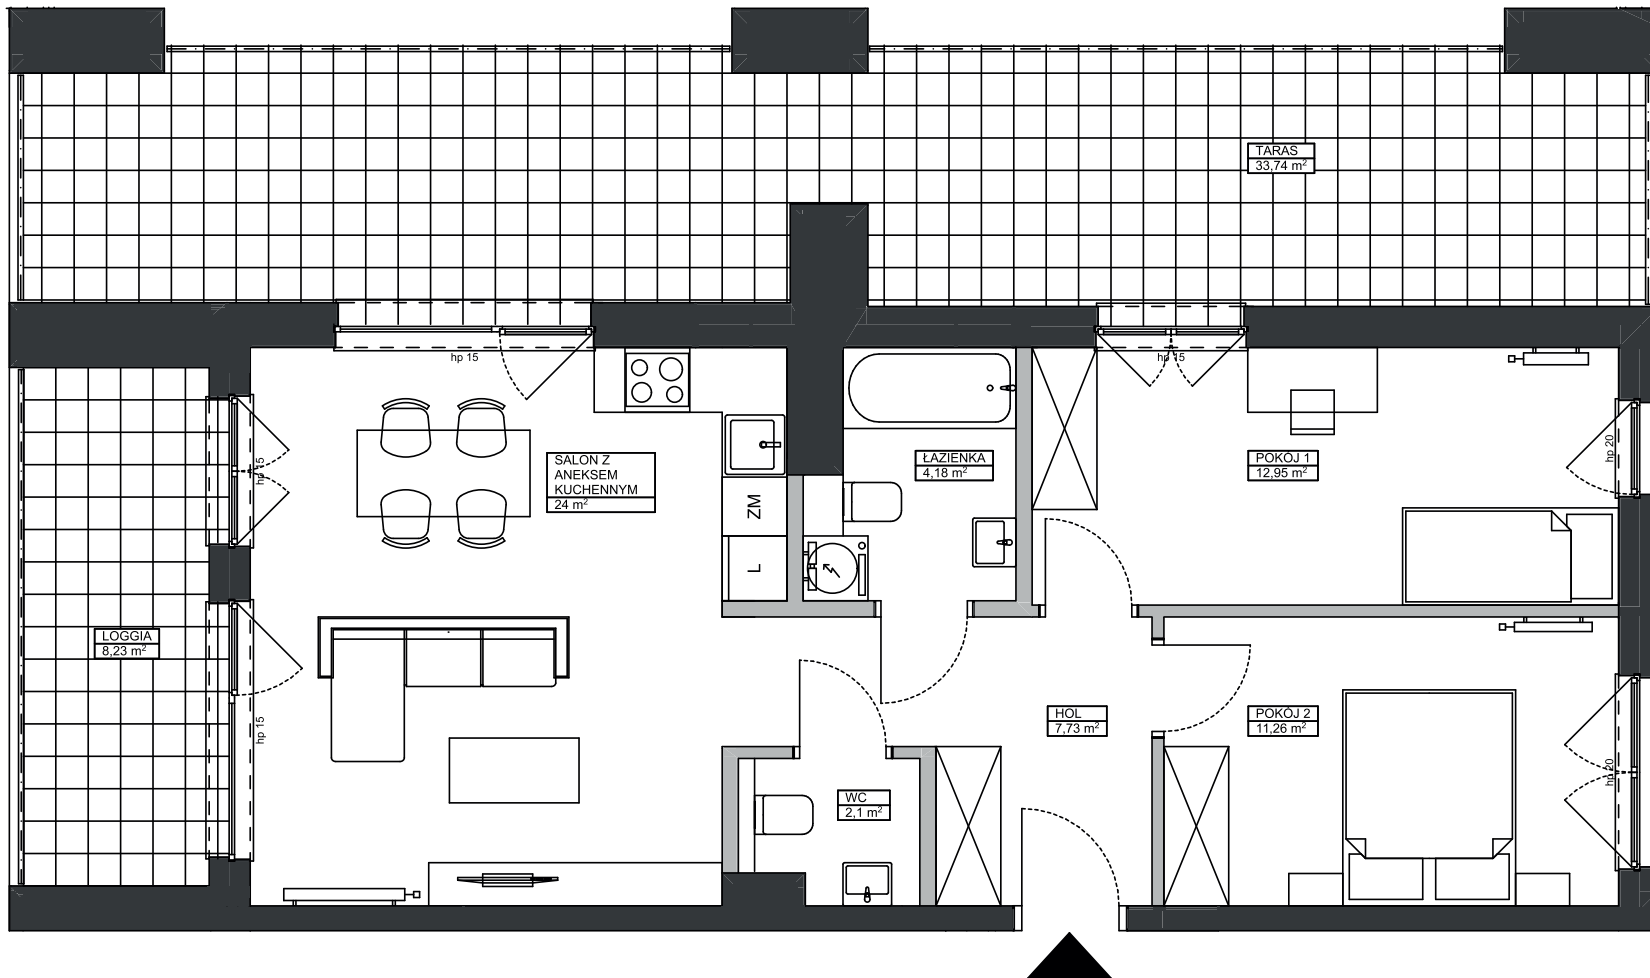 TARAS
33,74 m²
hp 15
hp 15
ŁAZIENKA
4,18 m²
POKÓJ 1
12,95 m²
hp 20
hp 15
SALON Z
ANEKSEM
KUCHENNYM
24 m²
ZM
L
LOGGIA
8,23 m²
hp 15
HOL
7,73 m²
POKÓJ 2
11,26 m²
hp 20
WC
2,1 m²